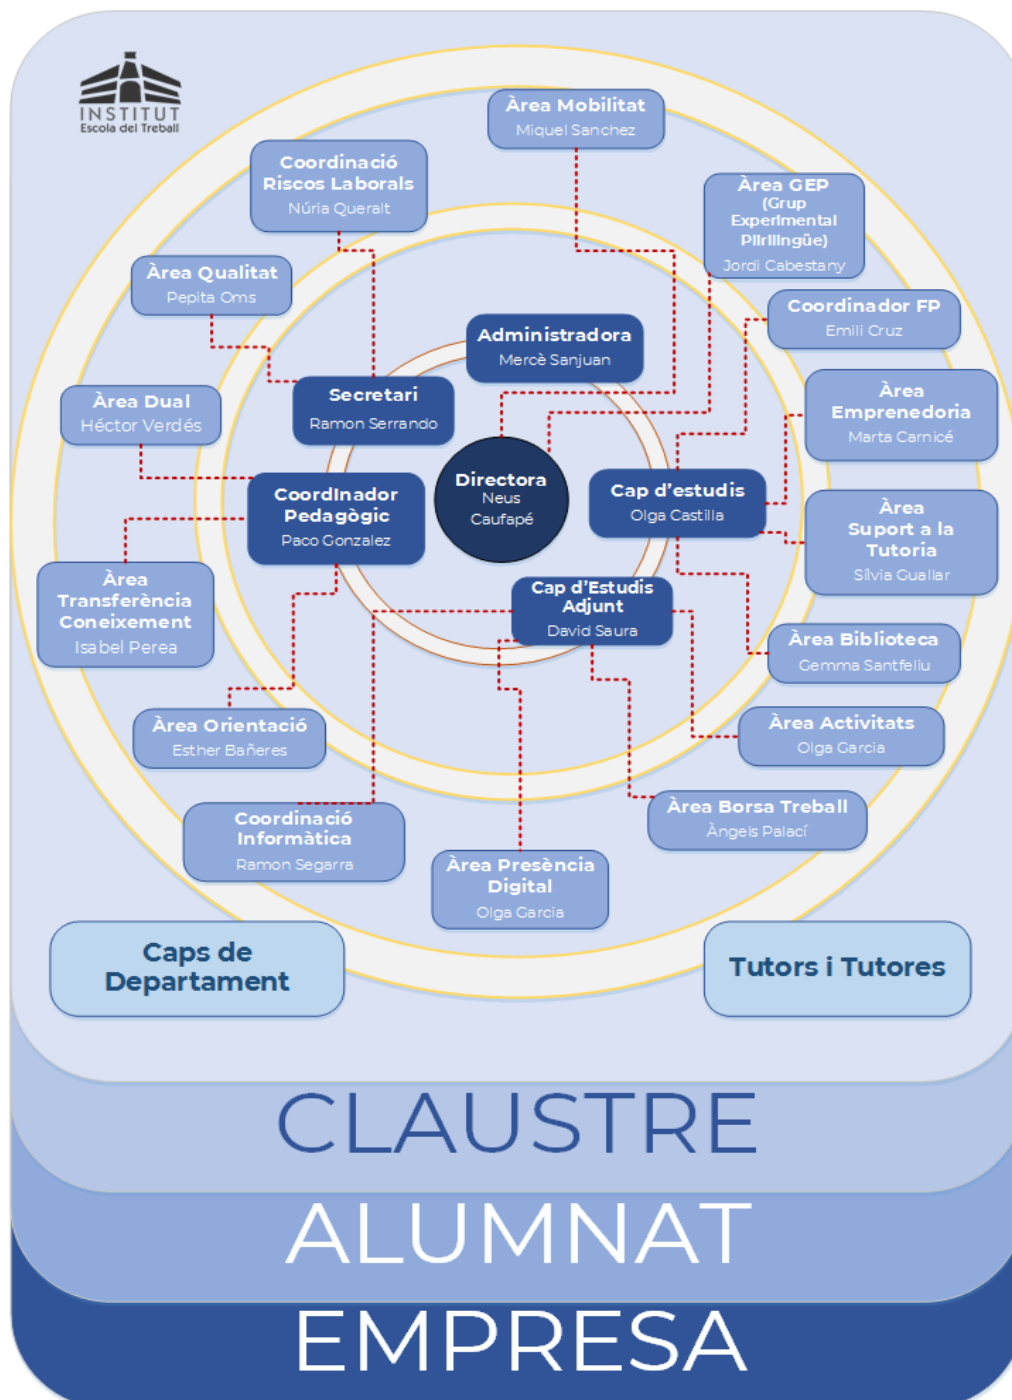 INSTITUT
Escola del Treball
Àrea Mobilitat
Miquel Sanchez
Coordinació
Riscos Laborals
Núria Queralt
Àrea GEP
(Grup
Experimental
Plirilingüe)
Jordi Cabestany
Àrea Qualitat
Pepita Oms
Coordinador FP
Emili Cruz
Administradora
Mercè Sanjuan
Secretari
Ramon Serrando
Àrea Dual
Héctor Verdés
Àrea
Emprenedoria
Marta Carnicé
Directora
Neus
Caufapé
Coordinador
Pedagògic
Paco Gonzalez
Cap d'estudis
Olga Castilla
Àrea
Suport a la
Tutoria
Sílvia Guallar
Àrea
Transferència
Coneixement
Isabel Perea
Cap d'Estudis
Adjunt
David Saura
Àrea Biblioteca
Gemma Santfeliu
Àrea Orientació
Esther Bañeres
Àrea Activitats
Olga Garcia
Coordinació
Informàtica
Ramon Segarra
Àrea Borsa Treball
Àngels Palací
Àrea Presència
Digital
Olga Garcia
Caps de
Departament
Tutors i Tutores
CLAUSTRE
ALUMNAT
EMPRESA